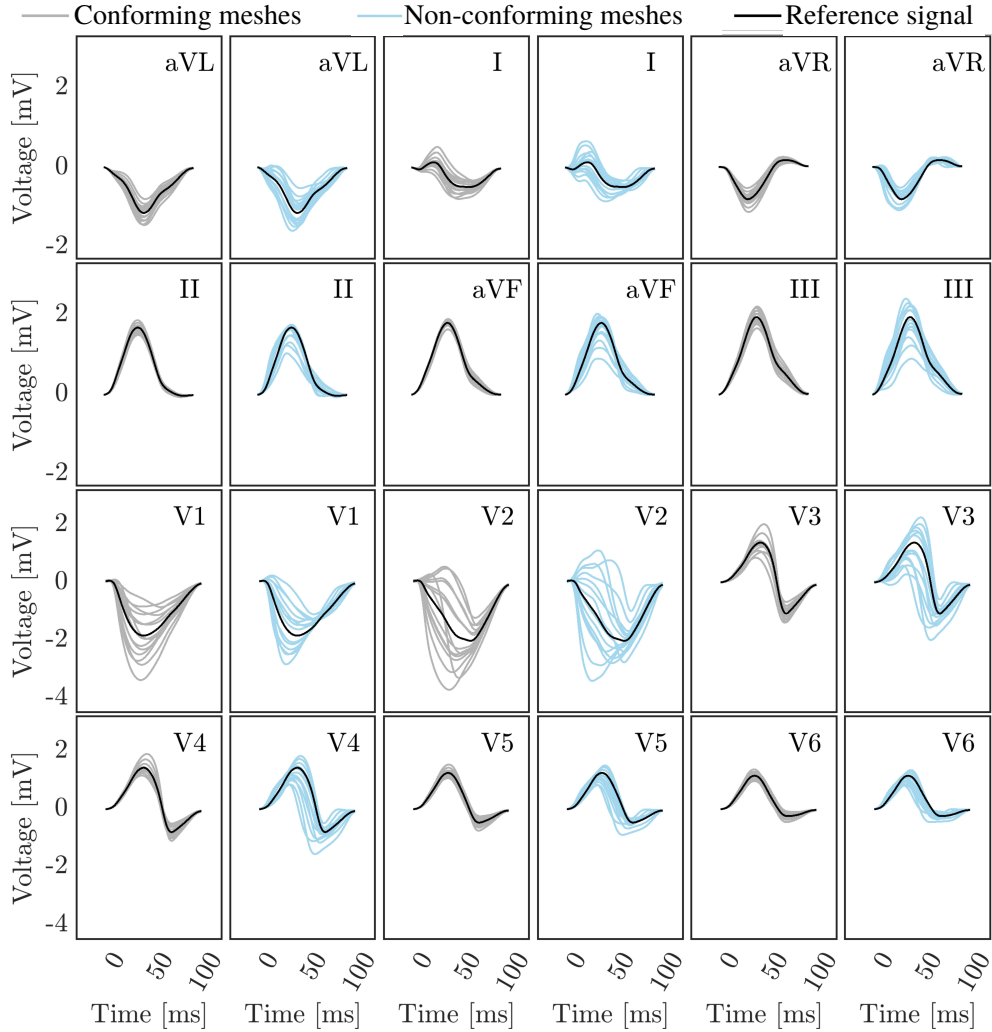 Conforming meshes Non-conforming meshes Reference signal
aVL aVL I I aVR aVR
Voltage [mV]
2
0
-2
II II aVF aVF III III
Voltage [mV]
2
0
-2
V1 V1 V2 V2 V3 V3
Voltage [mV]
2
0
-2
-4
V4 V4 V5 V5 V6 V6
Voltage [mV]
2
0
-2
-4
0 50 100 0 50 100 0 50 100 0 50 100 0 50 100 0 50 100
Time [ms] Time [ms] Time [ms] Time [ms] Time [ms] Time [ms]